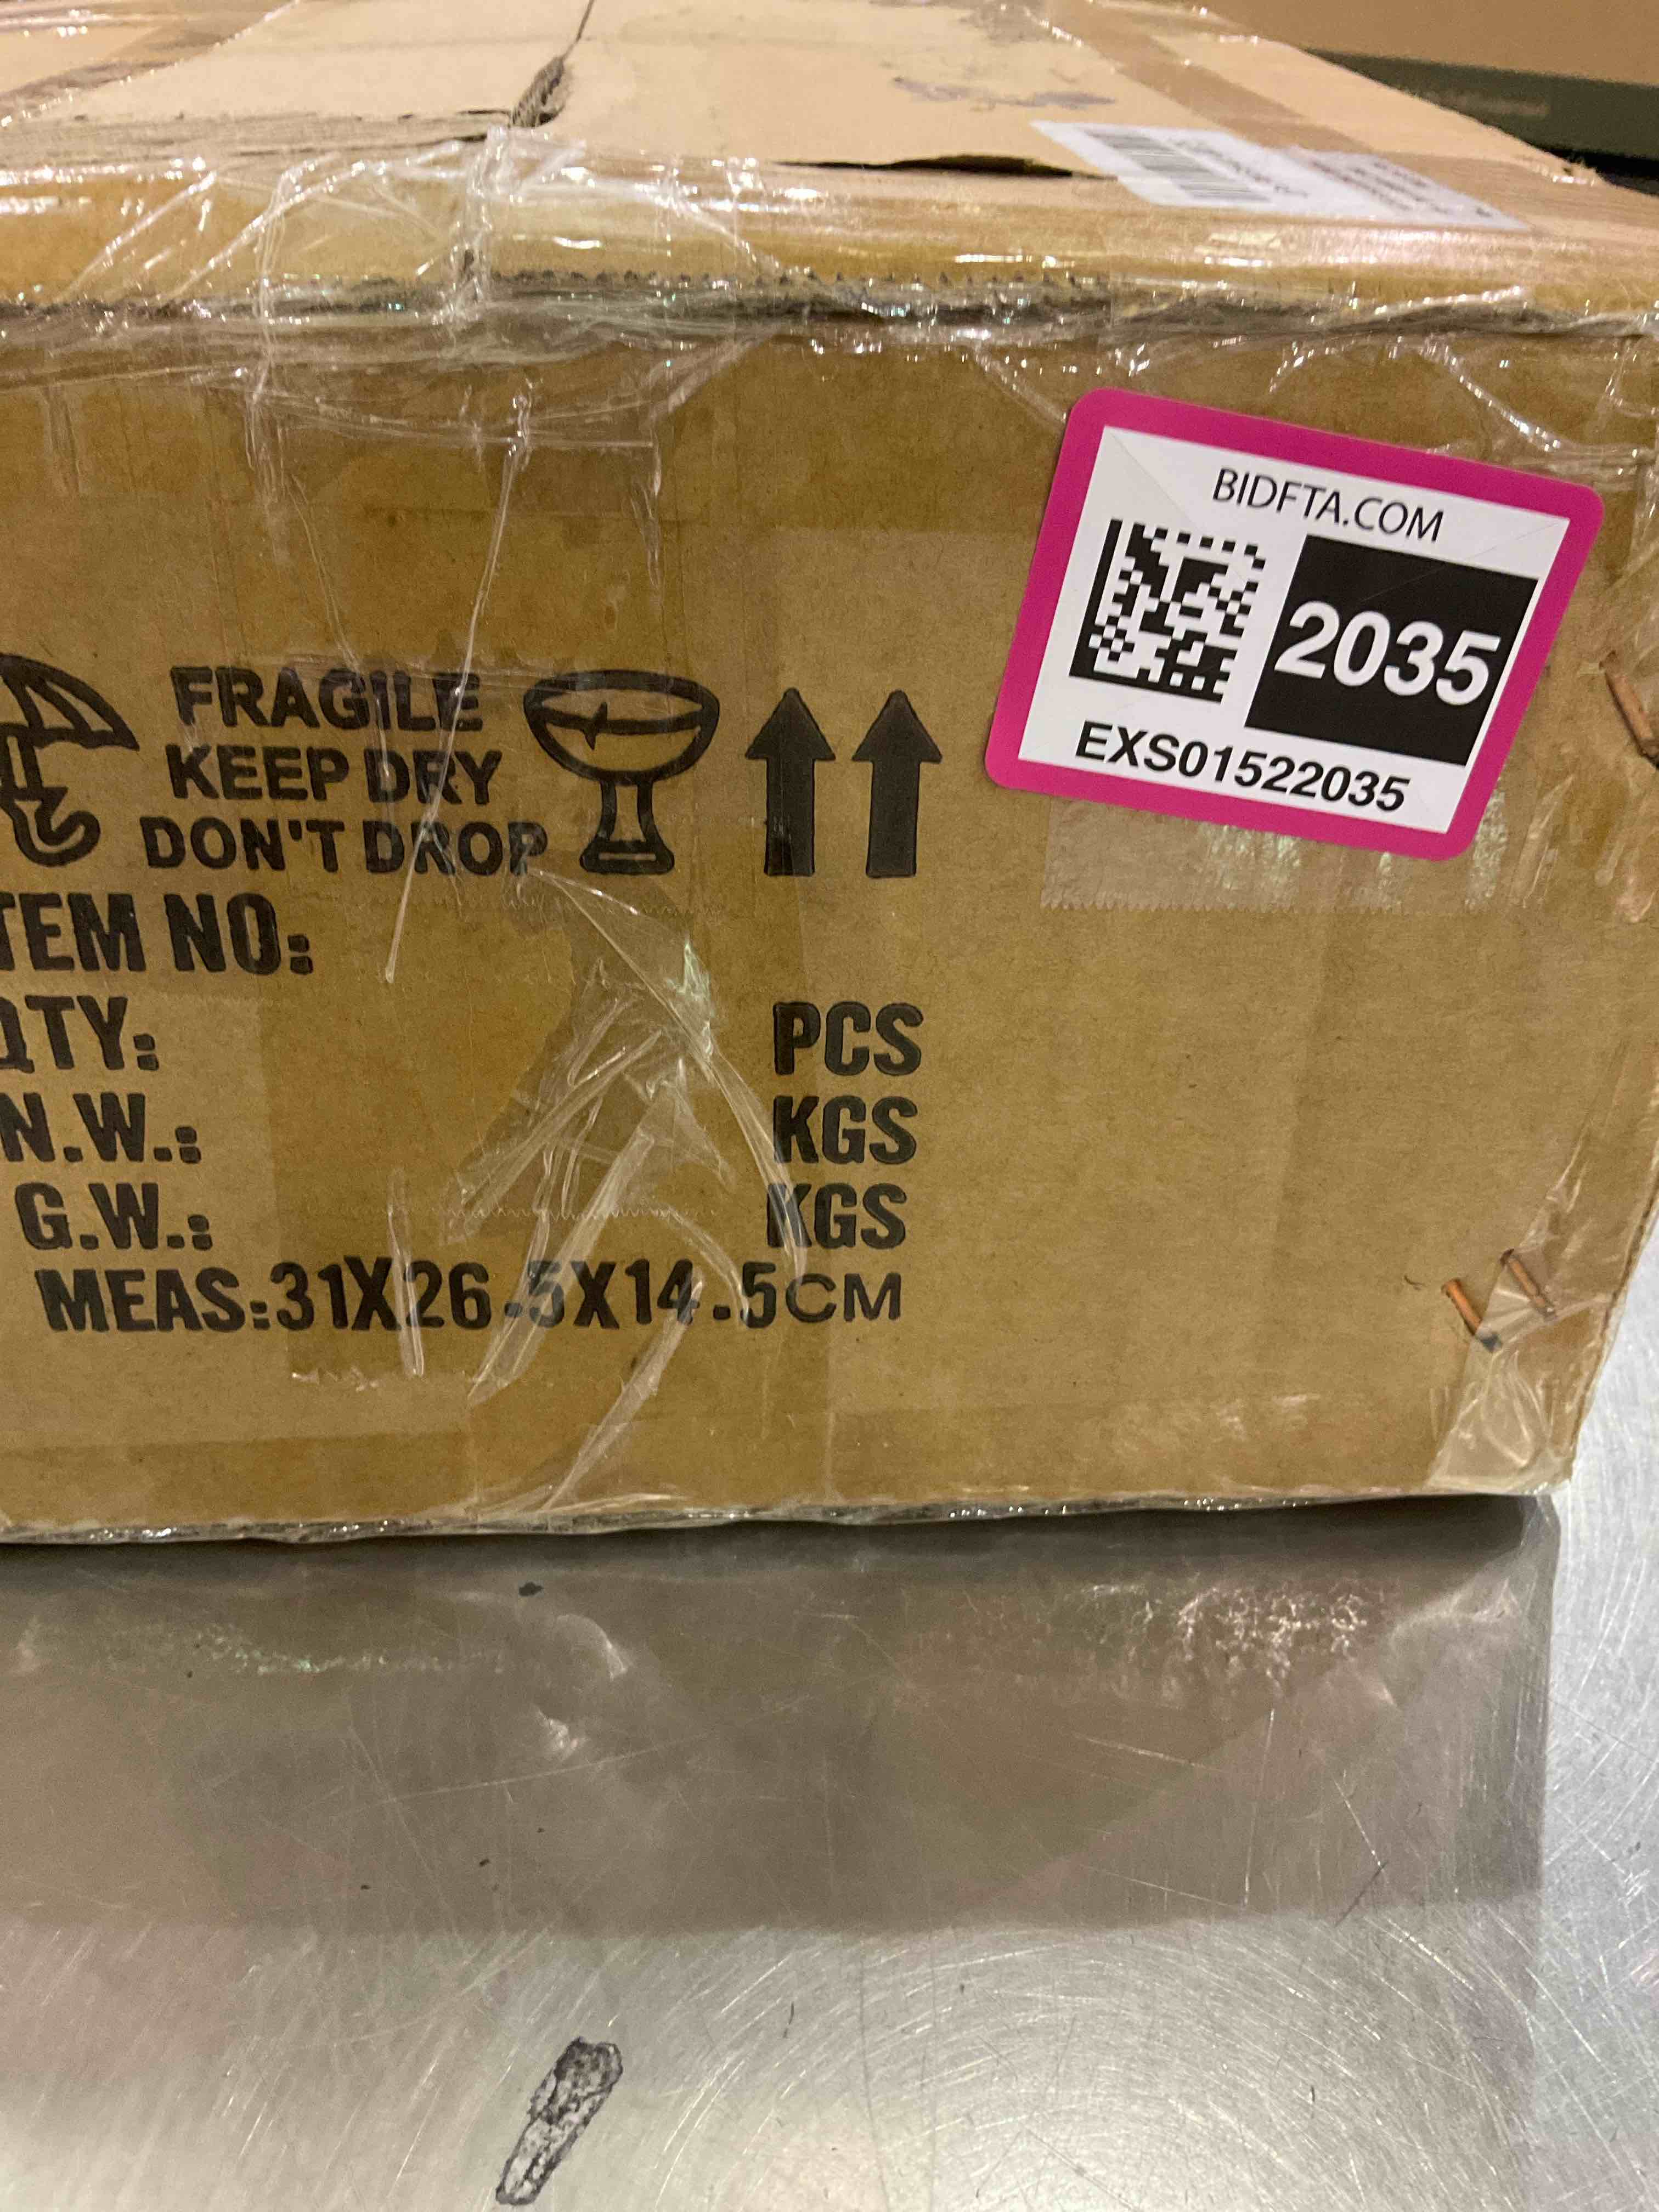 BIDFTA.COM
2035
EXS01522035
FRAGILE
KEEP DRY
DON'T DROP
TEM NO:
QTY: PCS
N.W.: KGS
G.W.: KGS
MEAS:31X26.5X14.5CM